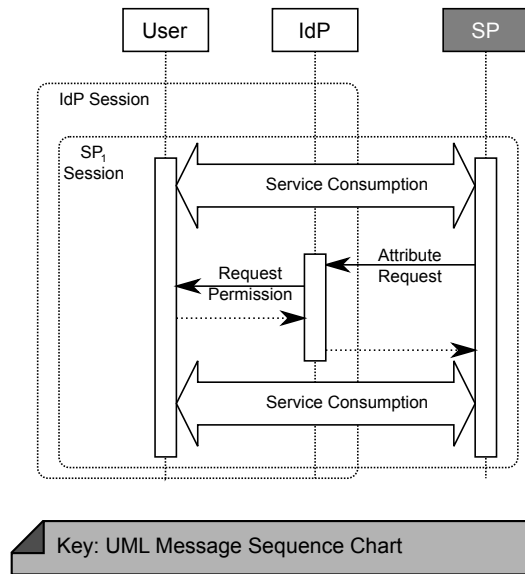 User
IdP
SP
IdP Session
SP1
Session
Service Consumption
Attribute
Request
Request
Permission
Service Consumption
Key: UML Message Sequence Chart